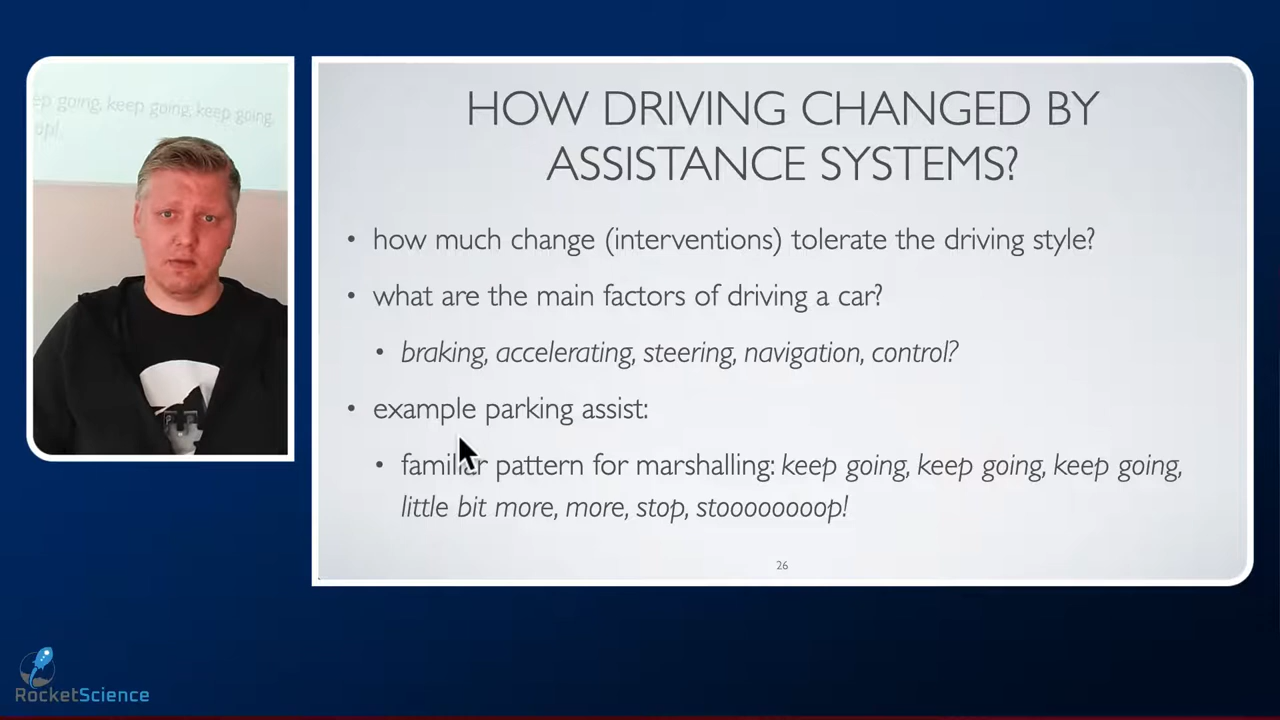 ep going, keep going, keep going,
HOW DRIVING CHANGED BY
ASSISTANCE SYSTEMS?
• how much change (interventions) tolerate the driving style?
• what are the main factors of driving a car?
• braking, accelerating, steering, navigation, control?
• example parking assist:
• familiar pattern for marshalling: keep going, keep going, keep going,
little bit more, more, stop, stoooooooop!
26
RocketScience